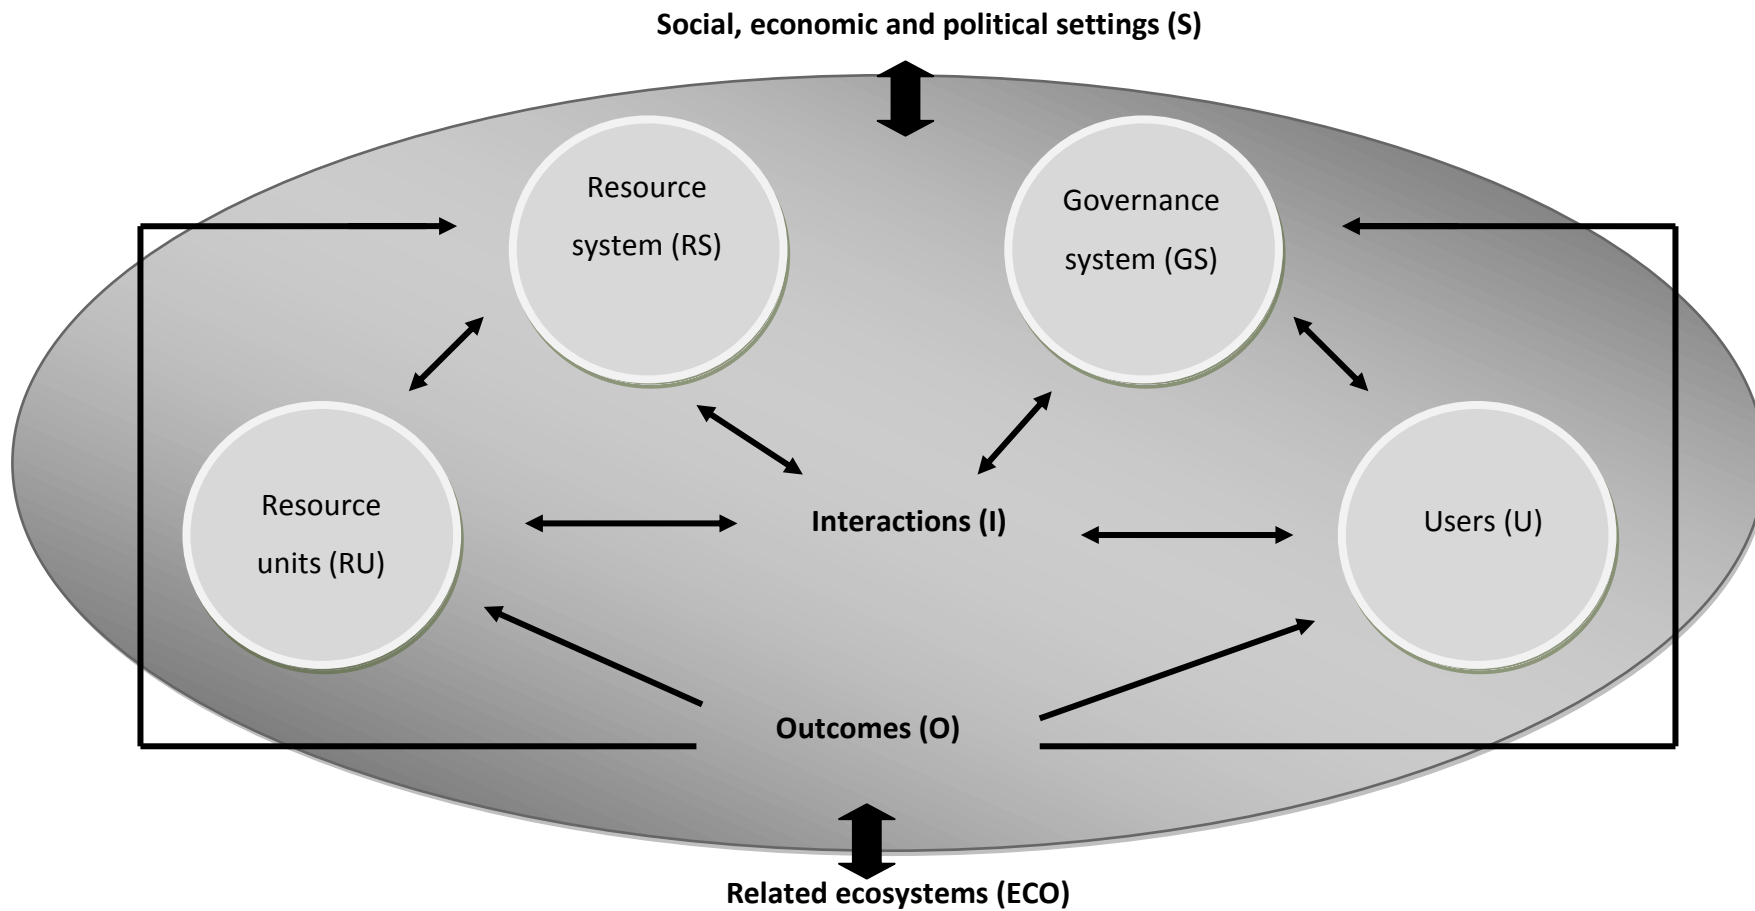 Social, economic and political settings (S)
Resource
system (RS)
Governance
system (GS)
Resource
units (RU)
Interactions (I)
Users (U)
Outcomes (O)
Related ecosystems (ECO)